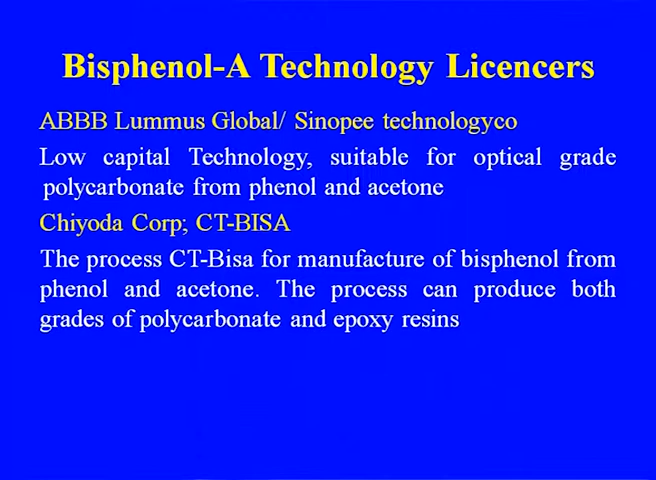 Bisphenol-A Technology Licencers
ABBB Lummus Global/ Sinopee technologyco
Low capital Technology, suitable for optical grade
polycarbonate from phenol and acetone
Chiyoda Corp; CT-BISA
The process CT-Bisa for manufacture of bisphenol from
phenol and acetone. The process can produce both
grades of polycarbonate and epoxy resins